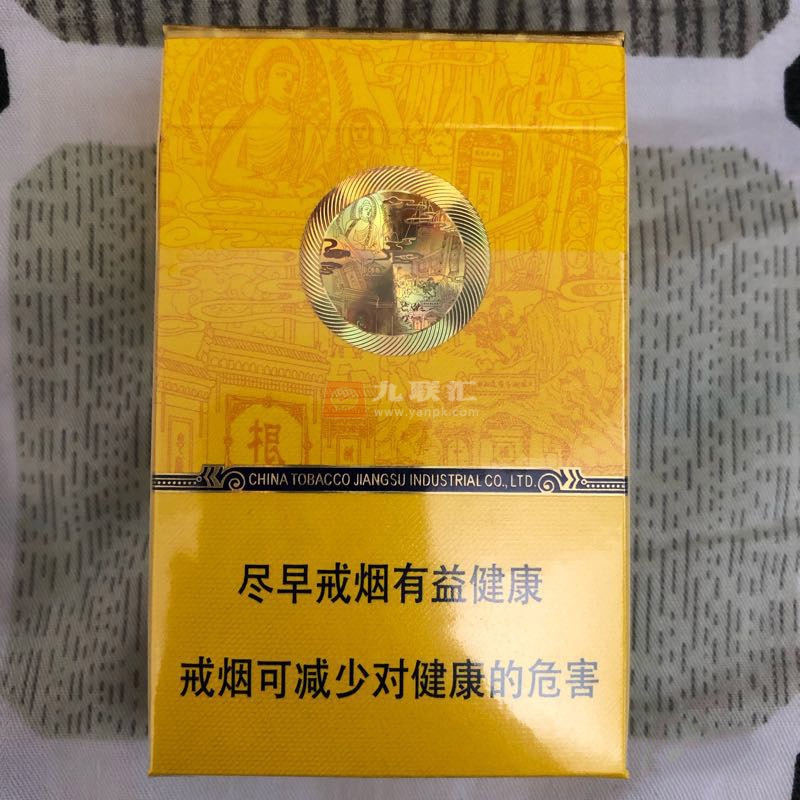 九联汇
www.yanpk.com
根
CHINA TOBACCO JIANGSU INDUSTRIAL CO., LTD.
尽早戒烟有益健康
戒烟可减少对健康的危害